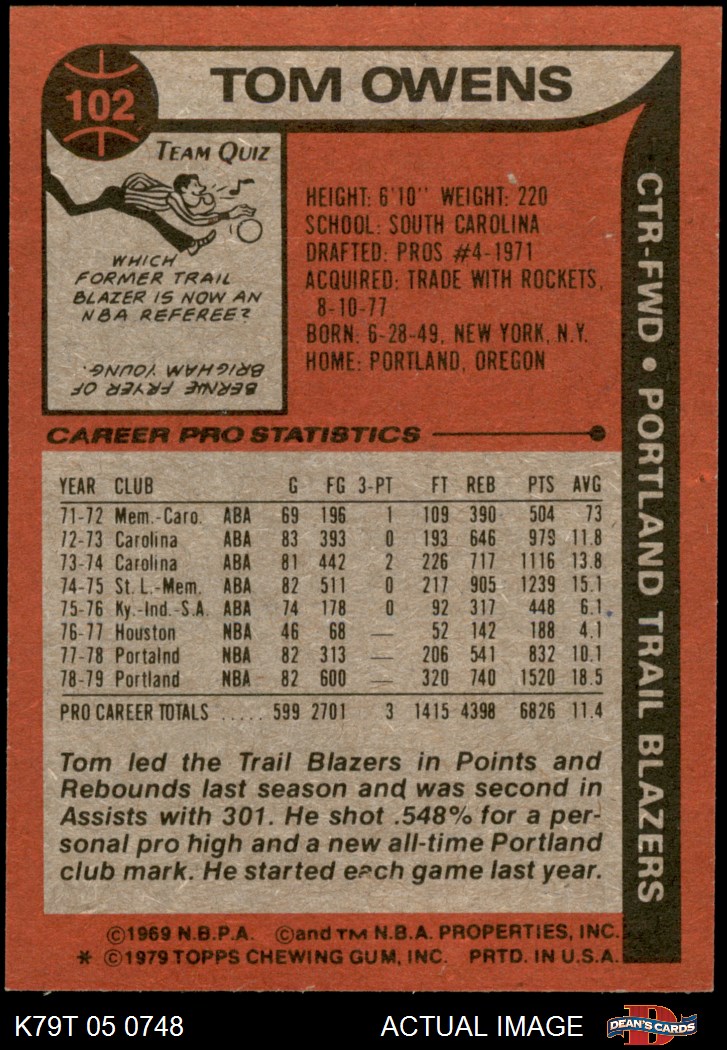 102
TOM OWENS
TEAM QUIZ
WHICH
FORMER TRAIL
BLAZER IS NOW AN
NBA REFEREE?
BERNIE FRYER OF
BRIGHAM YOUNG.
HEIGHT: 6'10" WEIGHT: 220
SCHOOL: SOUTH CAROLINA
DRAFTED: PROS #4-1971
ACQUIRED: TRADE WITH ROCKETS,
8-10-77
BORN: 6-28-49, NEW YORK, N.Y.
HOME: PORTLAND, OREGON
CTR-FWD • PORTLAND TRAIL BLAZERS
CAREER PRO STATISTICS
YEAR CLUB G FG 3-PT FT REB PTS AVG
71-72 Mem.-Caro. ABA 69 196 1 109 390 504 73
72-73 Carolina ABA 83 393 0 193 646 979 11.8
73-74 Carolina ABA 81 442 2 226 717 1116 13.8
74-75 St. L.-Mem. ABA 82 511 0 217 905 1239 15.1
75-76 Ky.-Ind.-S.A. ABA 74 178 0 92 317 448 6.1
76-77 Houston NBA 46 68 — 52 142 188 4.1
77-78 Portalnd NBA 82 313 — 206 541 832 10.1
78-79 Portland NBA 82 600 — 320 740 1520 18.5
PRO CAREER TOTALS ..... 599 2701 3 1415 4398 6826 11.4
Tom led the Trail Blazers in Points and
Rebounds last season and was second in
Assists with 301. He shot .548% for a per-
sonal pro high and a new all-time Portland
club mark. He started each game last year.
©1969 N.B.P.A. ©and TM N.B.A. PROPERTIES, INC.
* ©1979 TOPPS CHEWING GUM, INC. PRTD. IN U.S.A.
K79T 05 0748
ACTUAL IMAGE
D
DEAN'S CARDS